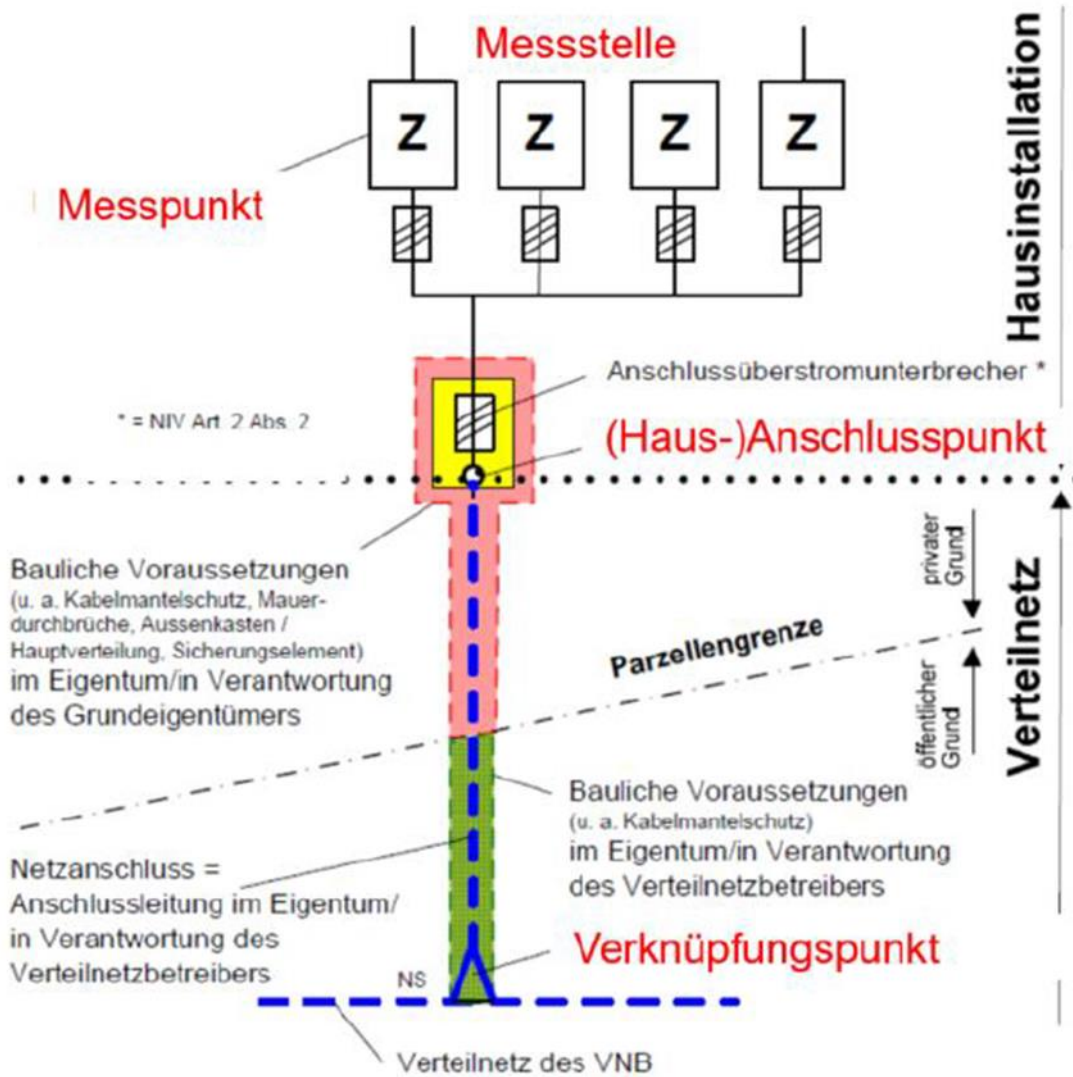 Messstelle
Z Z Z Z
Messpunkt
Hausinstallation
Anschlussüberstromunterbrecher *
* = NIV Art. 2 Abs. 2
(Haus-)Anschlusspunkt
Bauliche Voraussetzungen
(u. a. Kabelmantelschutz, Mauer-
durchbrüche, Aussenkasten /
Hauptverteilung, Sicherungselement)
im Eigentum/in Verantwortung
des Grundeigentümers
privater
Grund
Parzellengrenze
öffentlicher
Grund
Verteilnetz
Bauliche Voraussetzungen
(u. a. Kabelmantelschutz)
im Eigentum/in Verantwortung
des Verteilnetzbetreibers
Netzanschluss =
Anschlussleitung im Eigentum/
in Verantwortung des
Verteilnetzbetreibers
Verknüpfungspunkt
NS
Verteilnetz des VNB